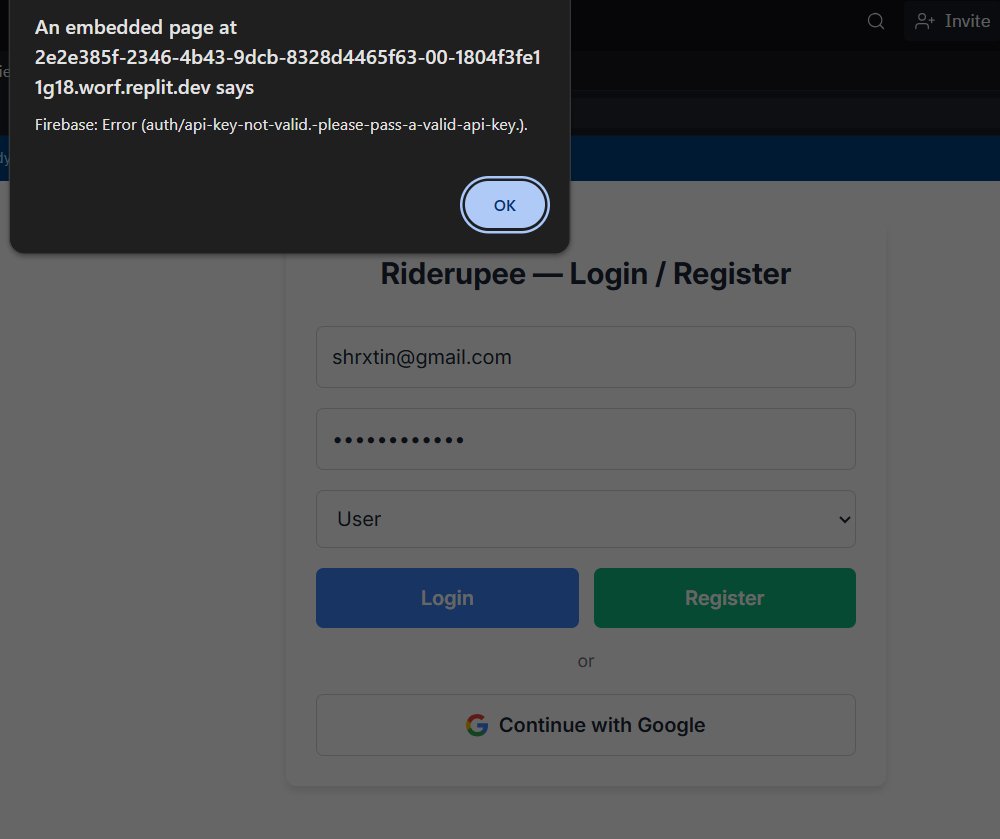 An embedded page at
2e2e385f-2346-4b43-9dcb-8328d4465f63-00-1804f3fe1
1g18.worf.replit.dev says
Firebase: Error (auth/api-key-not-valid.-please-pass-a-valid-api-key.).
OK
Invite
Riderupee — Login / Register
shrxtin@gmail.com
••••••••••••
User
Login
Register
or
Continue with Google